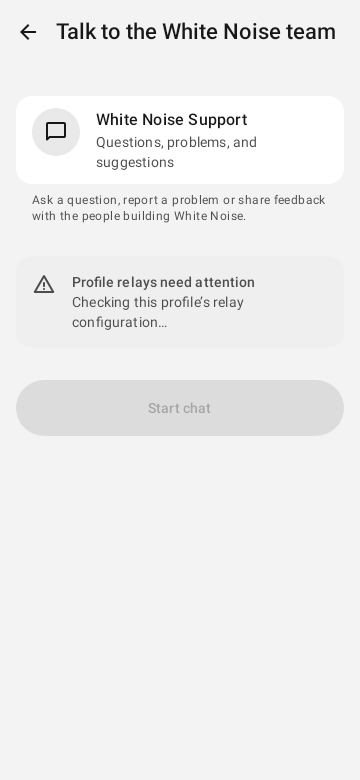 Talk to the White Noise team
White Noise Support
Questions, problems, and
suggestions
Ask a question, report a problem or share feedback
with the people building White Noise.
Profile relays need attention
Checking this profile’s relay
configuration…
Start chat